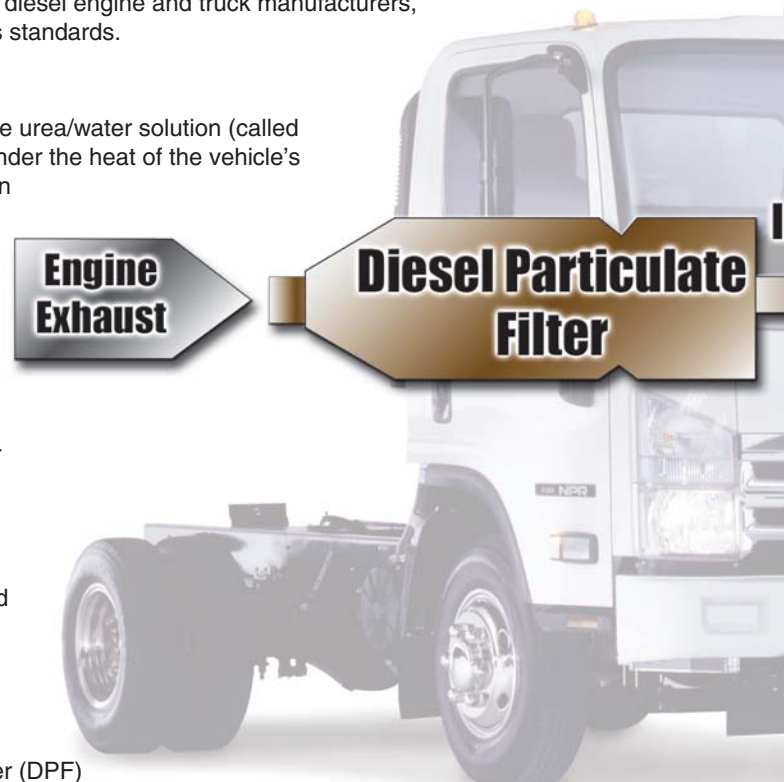 diesel engine and truck manufacturers,
s standards.
e urea/water solution (called
nder the heat of the vehicle's
n
Engine
Exhaust
Diesel Particulate
Filter
I
NPR
d
er (DPF)